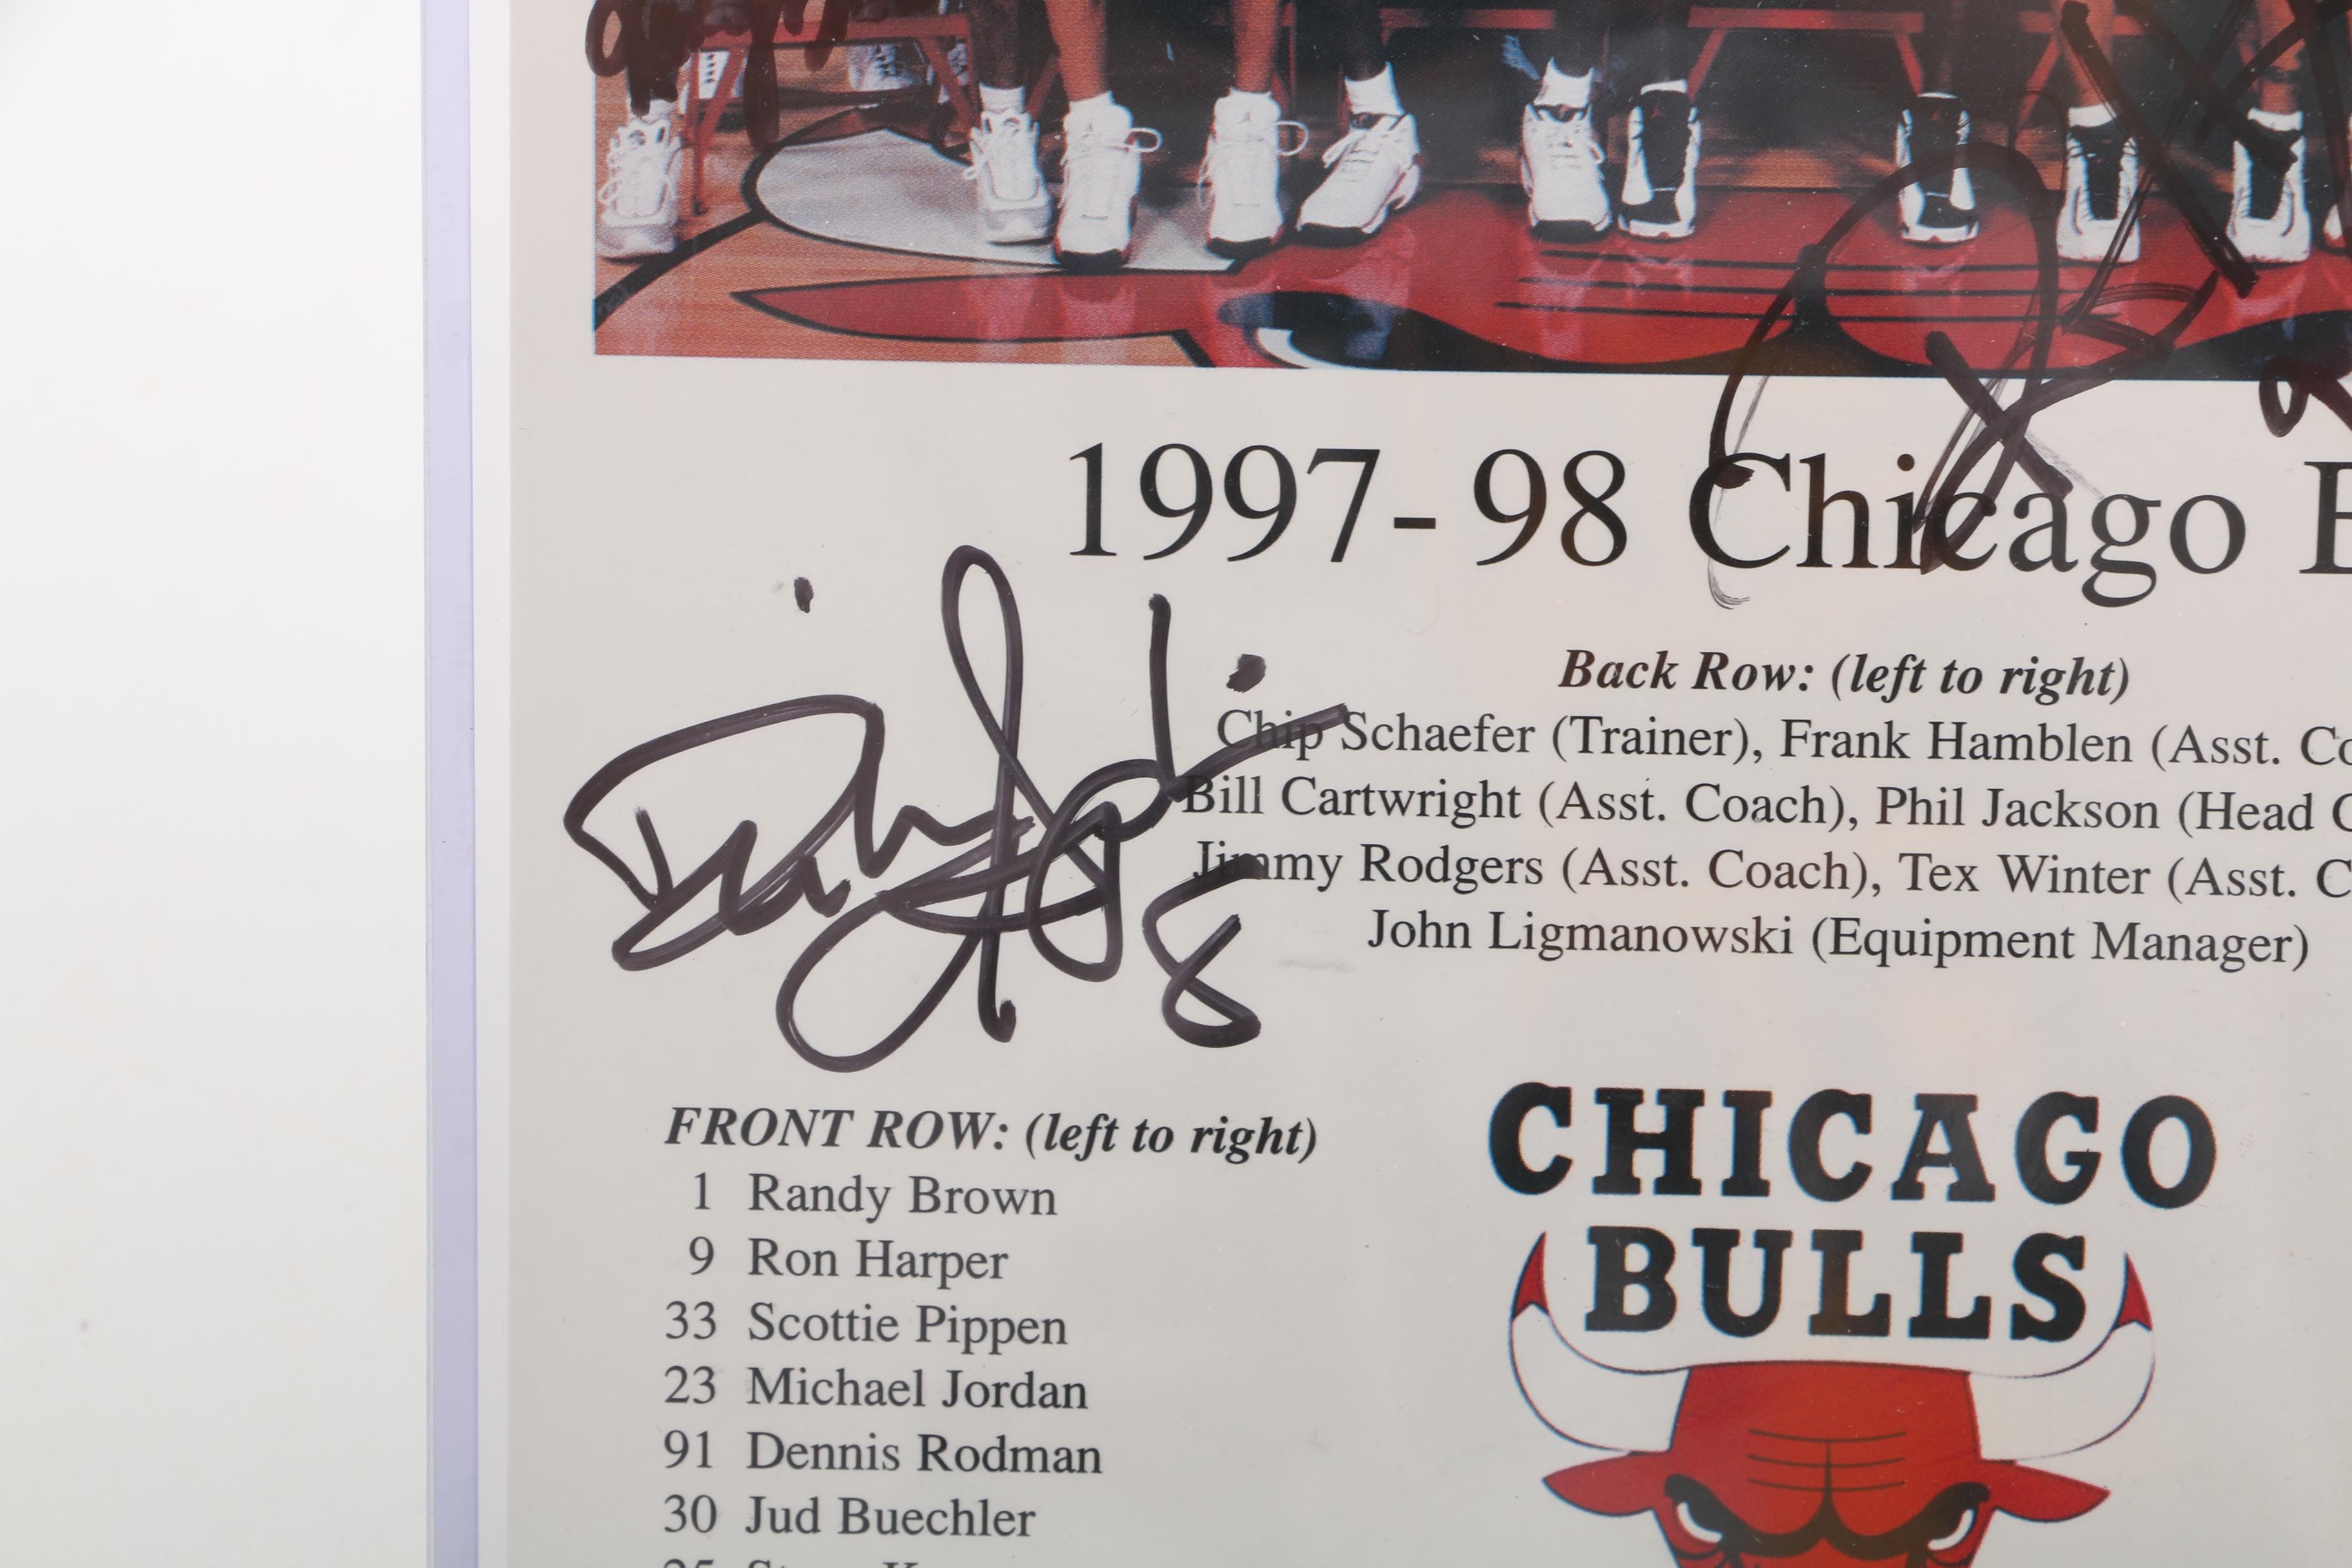 1997-98 Chicago
Back Row: (left to right)
Chip Schaefer (Trainer), Frank Hamblen (Asst.
Bill Cartwright (Asst. Coach), Phil Jackson (Head
Jimmy Rodgers (Asst. Coach), Tex Winter (Asst.
John Ligmanowski (Equipment Manager)
8
FRONT ROW: (left to right)
1 Randy Brown
9 Ron Harper
33 Scottie Pippen
23 Michael Jordan
91 Dennis Rodman
30 Jud Buechler
CHICAGO
BULLS